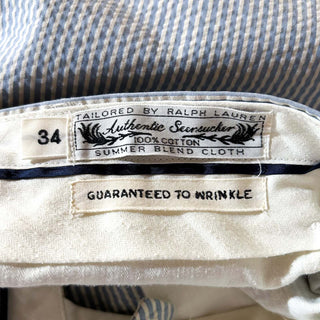 34
TAILORED BY RALPH LAUREN
Authentic Seersucker
100% COTTON
SUMMER BLEND CLOTH
GUARANTEED TO WRINKLE